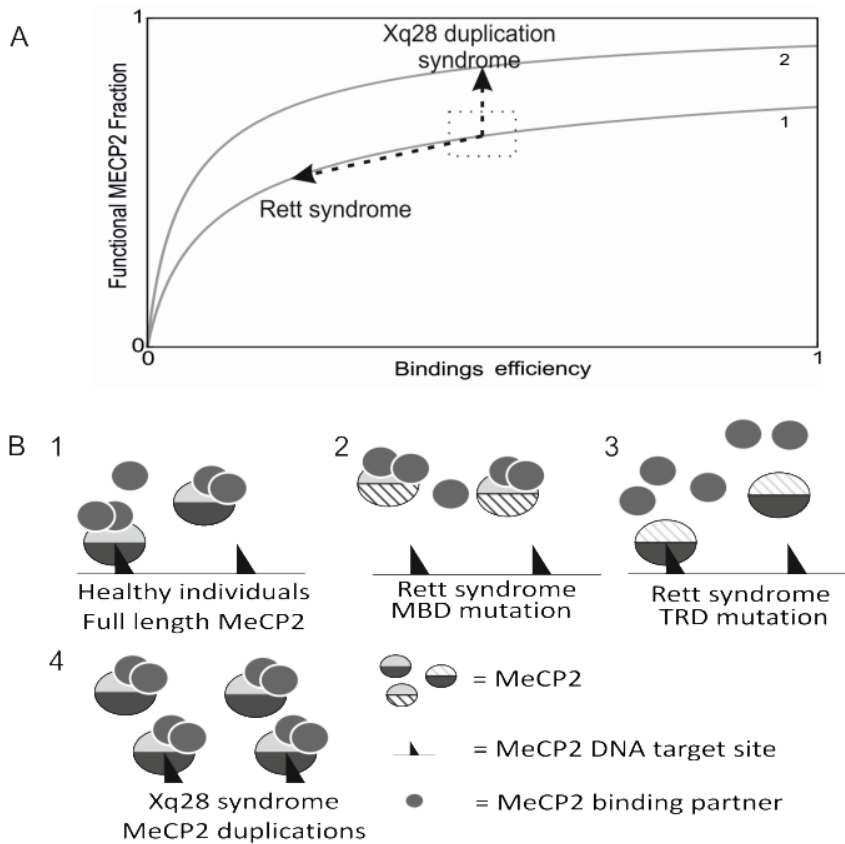 A
1
Xq28 duplication
syndrome
2
1
Functional MECP2 Fraction
Rett syndrome
0
0
1
Bindings efficiency
B
1
2
3
Healthy individuals
Full length MeCP2
Rett syndrome
MBD mutation
Rett syndrome
TRD mutation
4
= MeCP2
= MeCP2 DNA target site
= MeCP2 binding partner
Xq28 syndrome
MeCP2 duplications